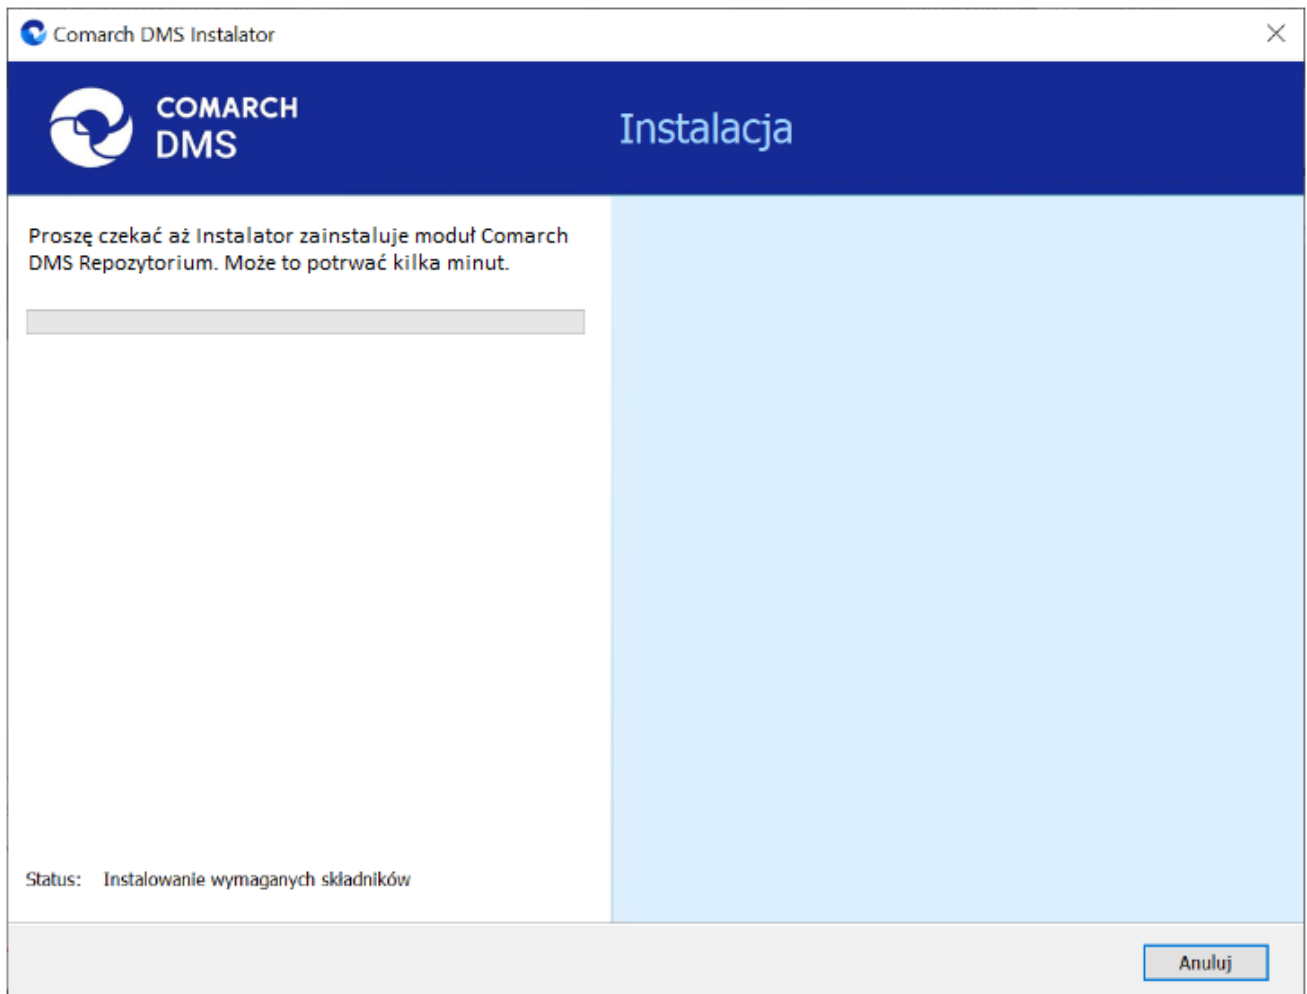 Comarch DMS Instalator
COMARCH
DMS
Instalacja
Proszę czekać aż Instalator zainstaluje moduł Comarch
DMS Repozytorium. Może to potrwać kilka minut.
Status: Instalowanie wymaganych składników
Anuluj